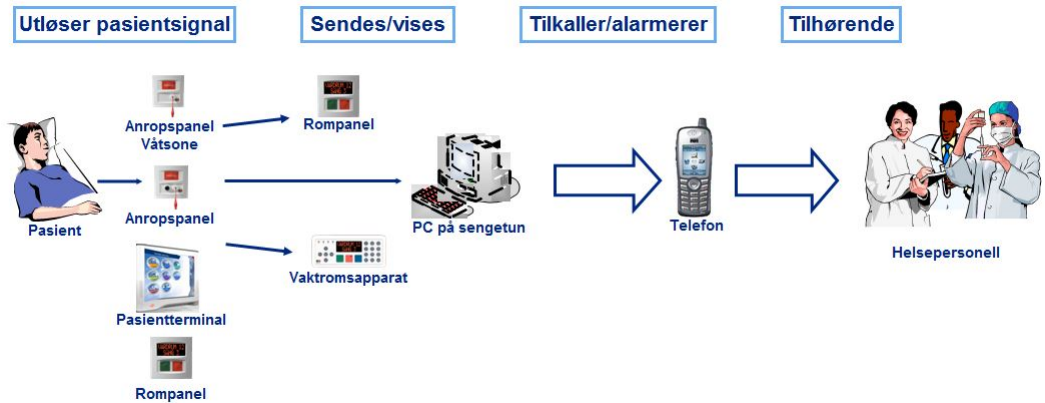 Utløser pasientsignal
Sendes/vises
Tilkaller/alarmerer
Tilhørende
Anropspanel
Våtsone
Rompanel
Pasient
Anropspanel
PC på sengetun
Telefon
Helsepersonell
Vaktromsapparat
Pasientterminal
Rompanel